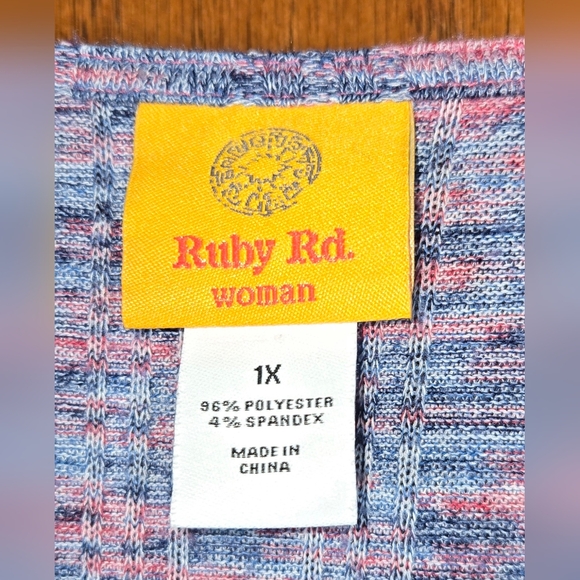 Ruby Rd.
woman
1X
96% POLYESTER
4% SPANDEX
MADE IN
CHINA